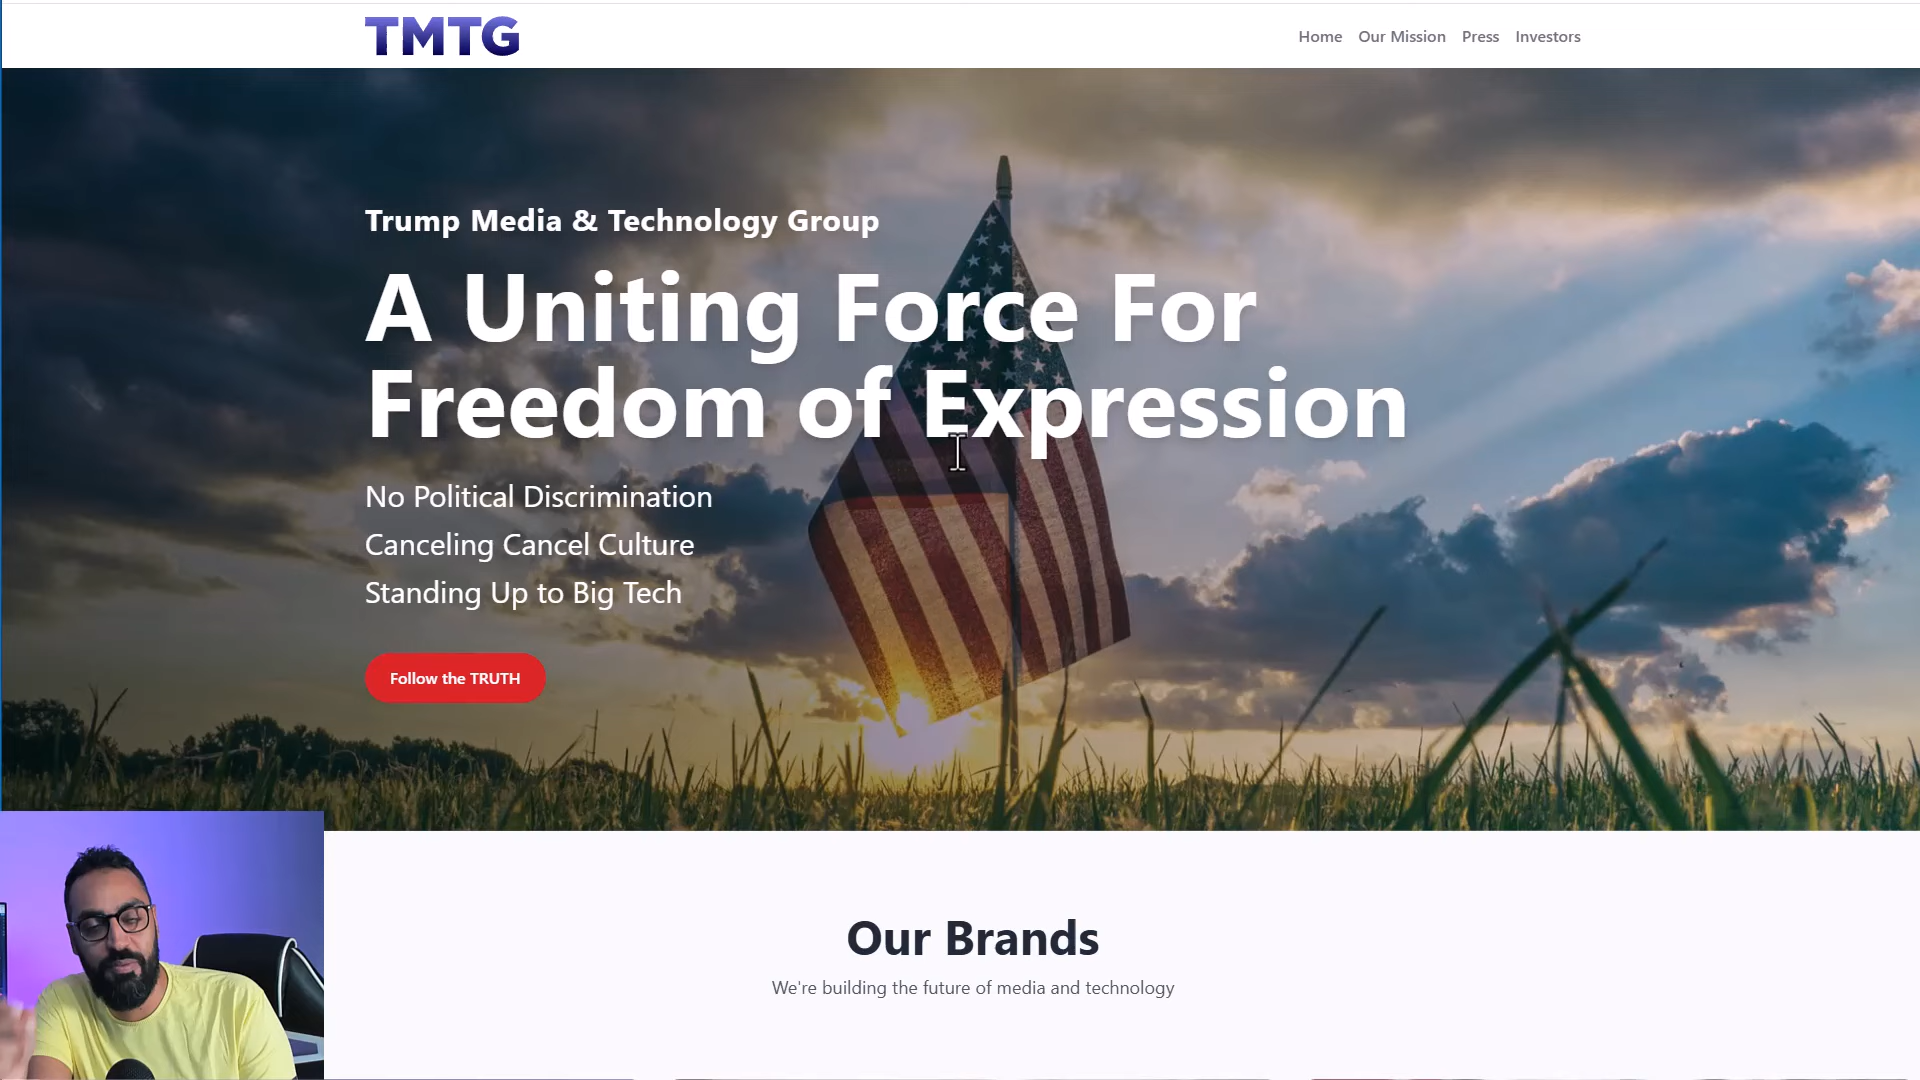 TMTG
Home Our Mission Press Investors
Trump Media & Technology Group
A Uniting Force For
Freedom of Expression
No Political Discrimination
Canceling Cancel Culture
Standing Up to Big Tech
Follow the TRUTH
Our Brands
We're building the future of media and technology